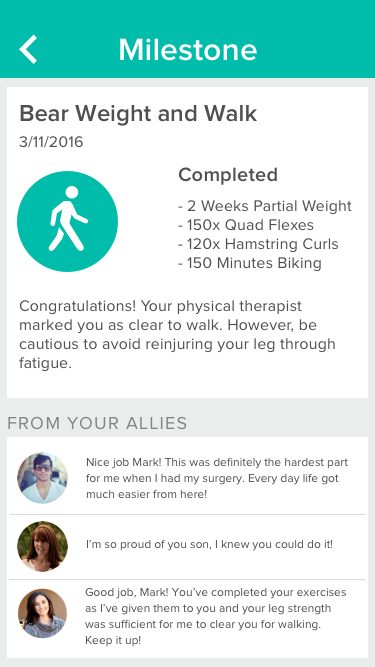 Milestone
Bear Weight and Walk
3/11/2016
Completed
- 2 Weeks Partial Weight
- 150x Quad Flexes
- 120x Hamstring Curls
- 150 Minutes Biking
Congratulations! Your physical therapist
marked you as clear to walk. However, be
cautious to avoid reinjuring your leg through
fatigue.
FROM YOUR ALLIES
Nice job Mark! This was definitely the hardest part
for me when I had my surgery. Every day life got
much easier from here!
I'm so proud of you son, I knew you could do it!
Good job, Mark! You've completed your exercises
as I've given them to you and your leg strength
was sufficient for me to clear you for walking.
Keep it up!